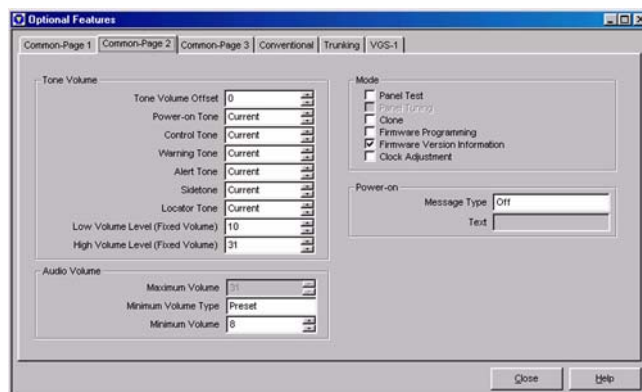 Optional Features
Common-Page 1 Common-Page 2 Common-Page 3 Conventional Trunking VGS-1
Tone Volume
Tone Volume Offset 0
Power-on Tone Current
Control Tone Current
Warning Tone Current
Alert Tone Current
Sidetone Current
Locator Tone Current
Low Volume Level (Fixed Volume) 10
High Volume Level (Fixed Volume) 31
Audio Volume
Maximum Volume 31
Minimum Volume Type Preset
Minimum Volume 8
Mode
Panel Test
Panel Tuning
Clone
Firmware Programming
Firmware Version Information
Clock Adjustment
Power-on
Message Type Off
Text
Close Help